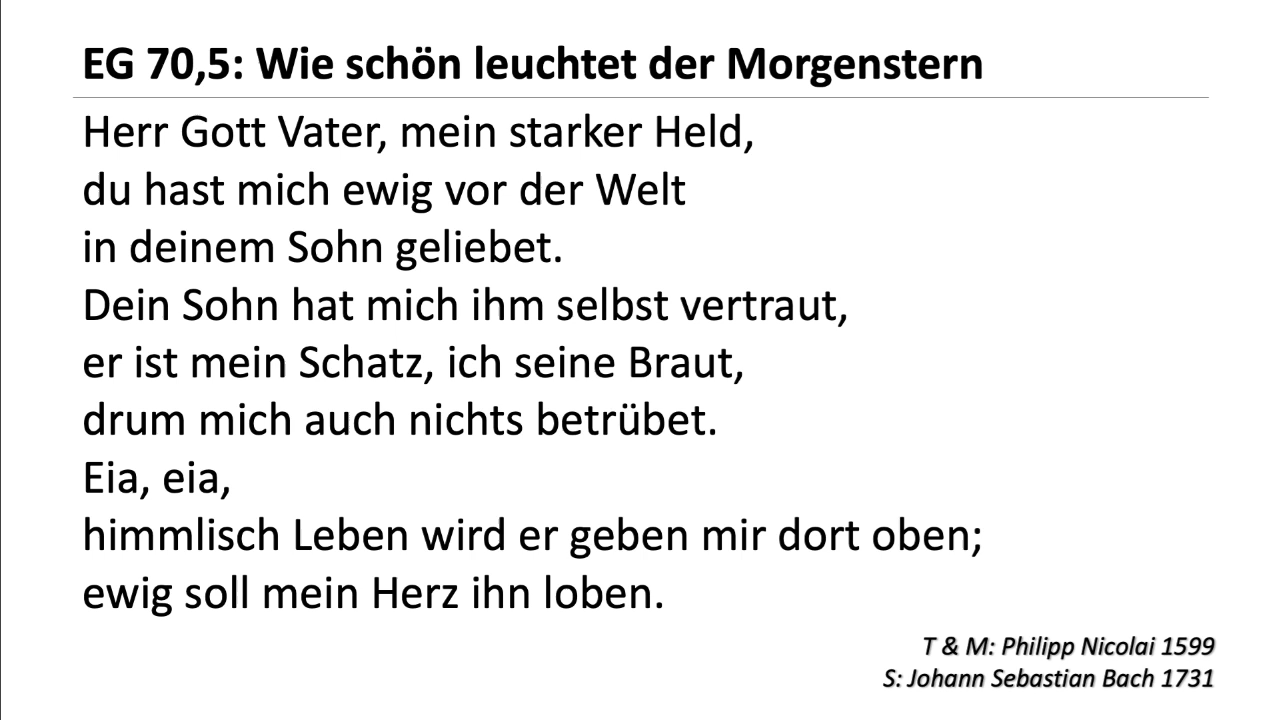 EG 70,5: Wie schön leuchtet der Morgenstern
Herr Gott Vater, mein starker Held,
du hast mich ewig vor der Welt
in deinem Sohn geliebet.
Dein Sohn hat mich ihm selbst vertraut,
er ist mein Schatz, ich seine Braut,
drum mich auch nichts betrübet.
Eia, eia,
himmlisch Leben wird er geben mir dort oben;
ewig soll mein Herz ihn loben.
T & M: Philipp Nicolai 1599
S: Johann Sebastian Bach 1731